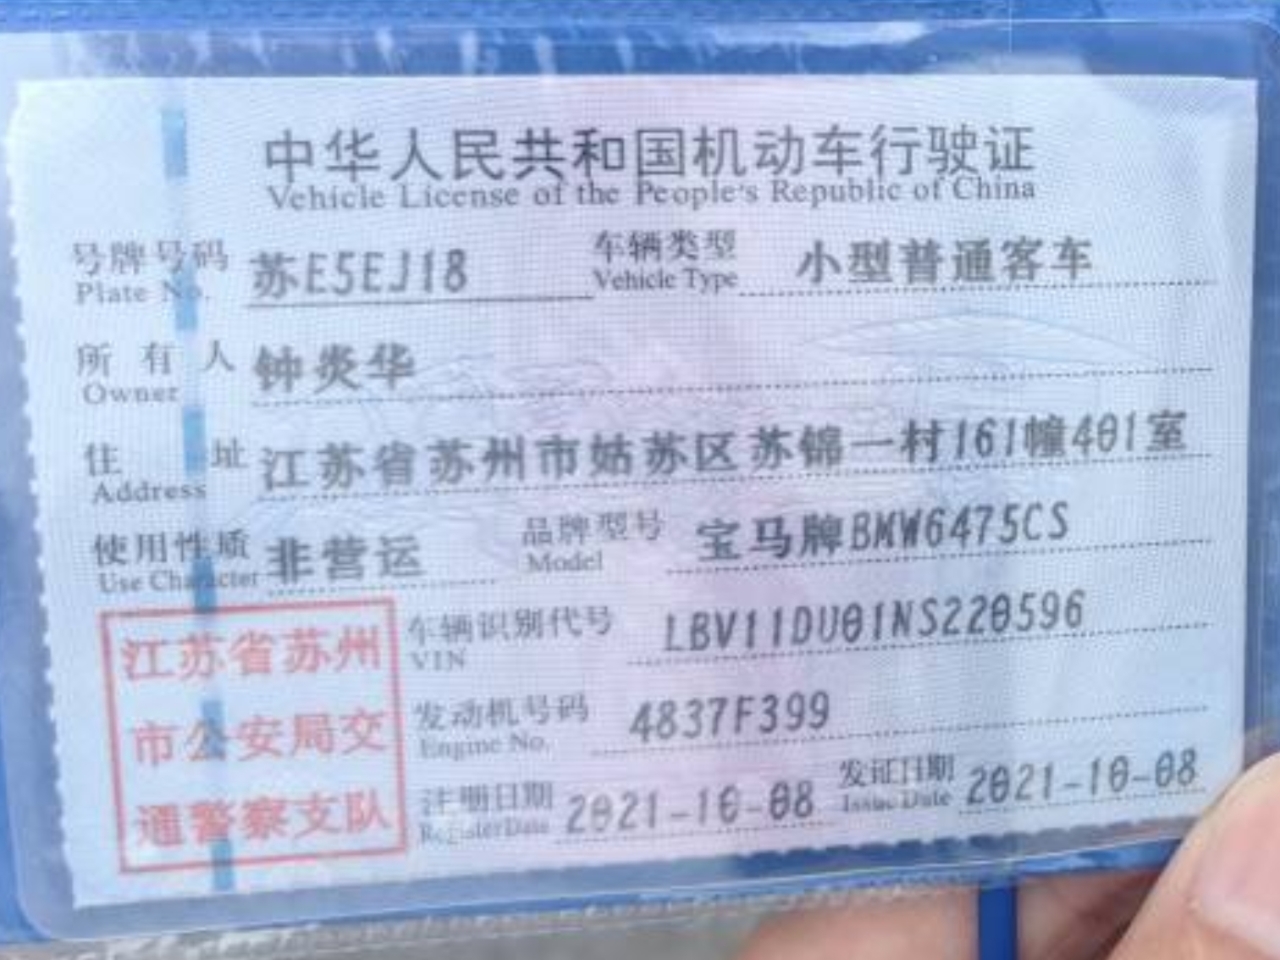 中华人民共和国机动车行驶证
Vehicle License of the People's Republic of China
号牌号码 苏E5EJ18 车辆类型 小型普通客车
Plate No. Vehicle Type
所有人 钟炎华
Owner
住址 江苏省苏州市姑苏区苏锦一村161幢401室
Address
使用性质 非营运 品牌型号 宝马牌BMW6475CS
Use Character Model
江苏省苏州
市公安局交
通警察支队
车辆识别代号 LBV11DU01NS220596
VIN
发动机号码 4837F399
Engine No.
注册日期 2021-10-08 发证日期 2021-10-08
Register Date Issue Date